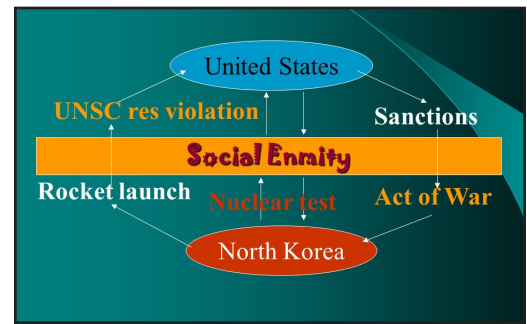 United States
UNSC res violation
Sanctions
Social Enmity
Rocket launch
Nuclear test
Act of War
North Korea